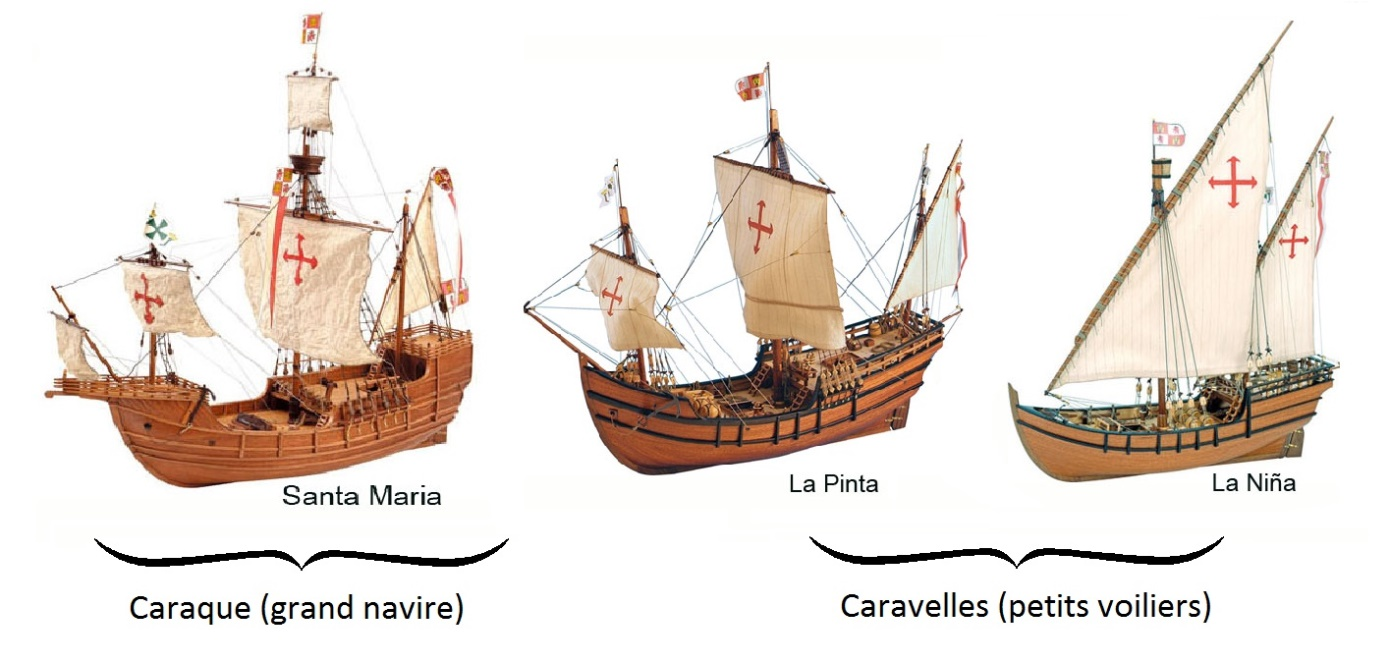 Santa Maria
La Pinta
La Niña
Caraque (grand navire)
Caravelles (petits voiliers)